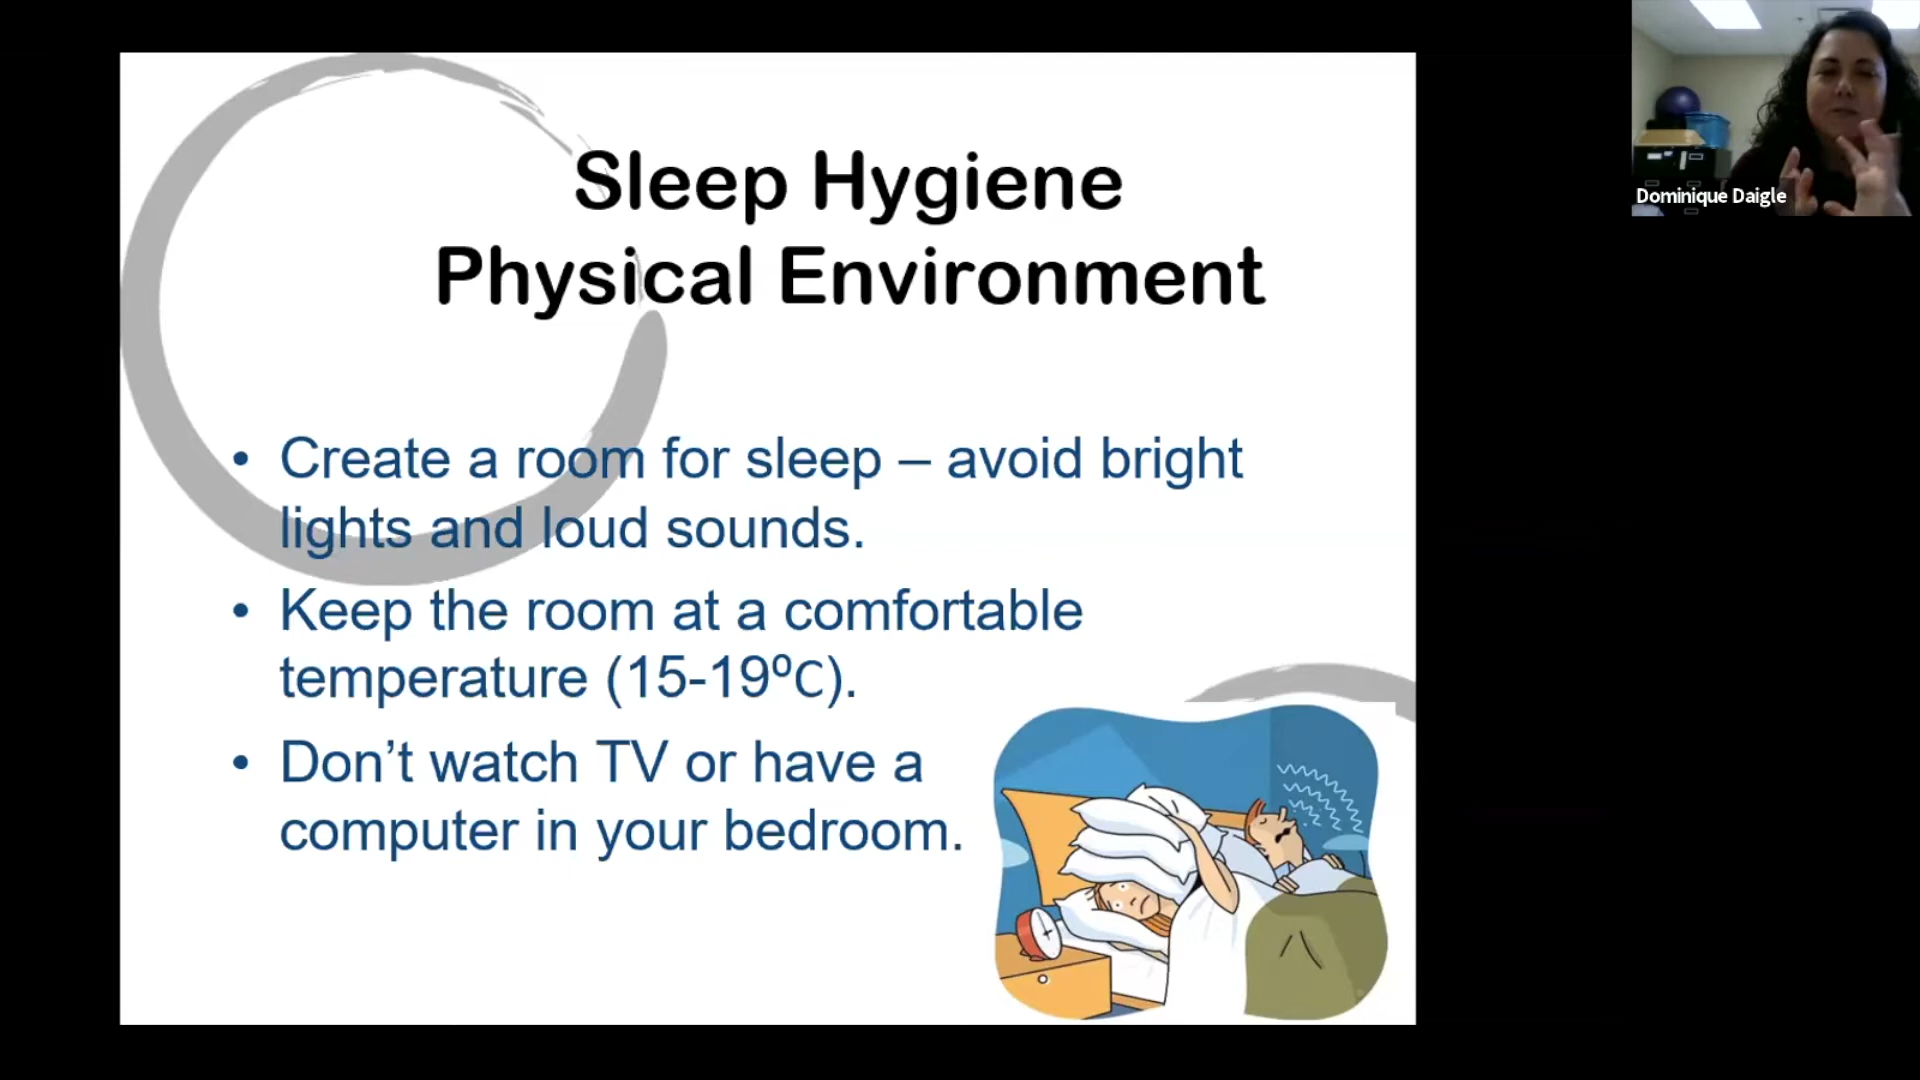 Sleep Hygiene
Physical Environment
• Create a room for sleep – avoid bright
lights and loud sounds.
• Keep the room at a comfortable
temperature (15-19ºC).
• Don’t watch TV or have a
computer in your bedroom.
Dominique Daigle